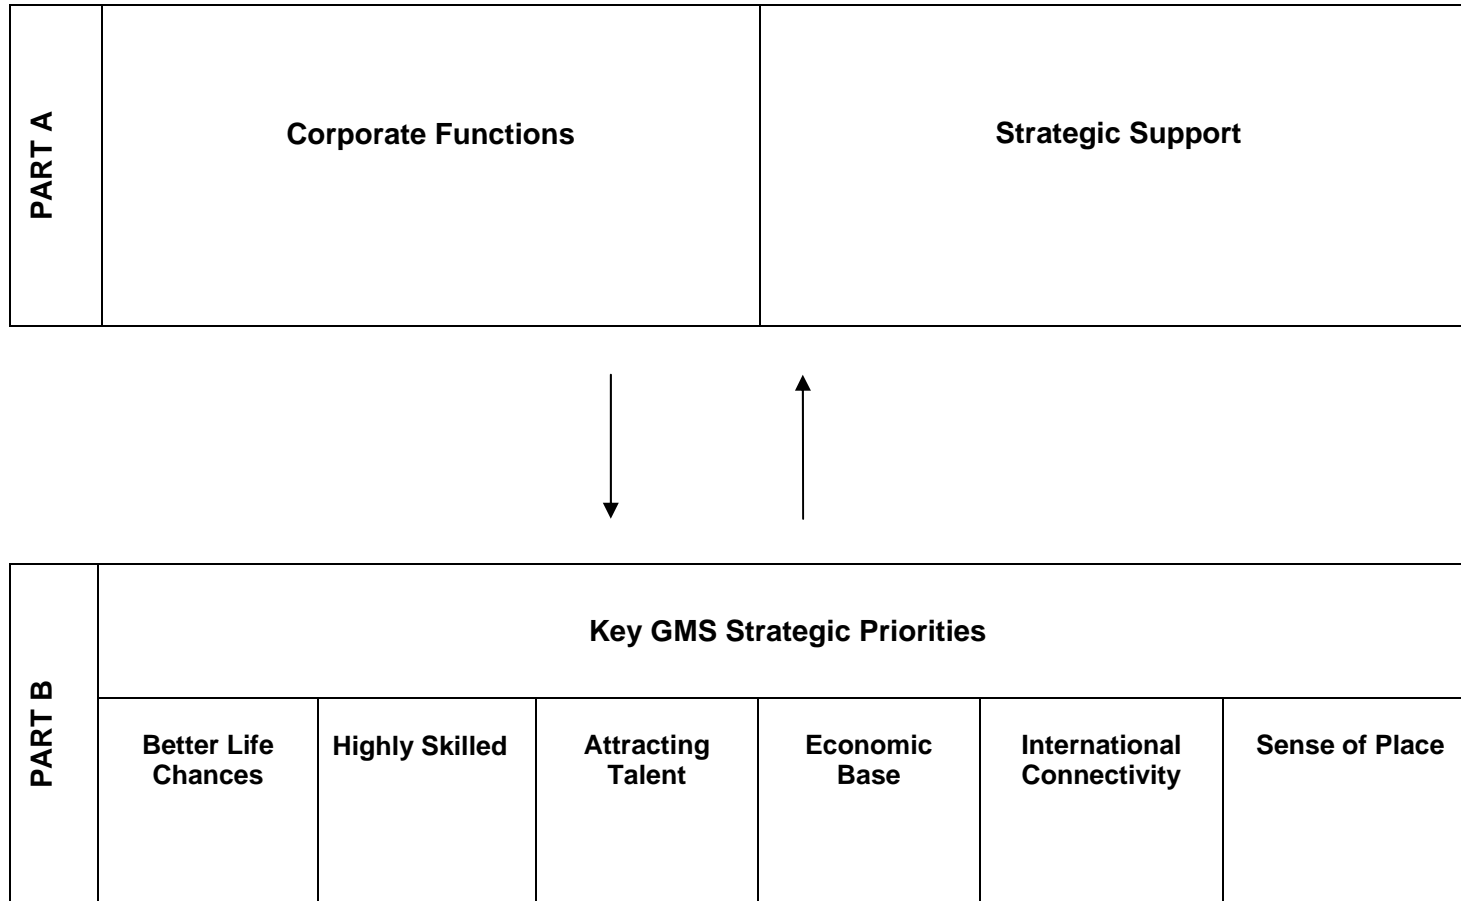 PART A
Corporate Functions
Strategic Support
PART B
Key GMS Strategic Priorities
Better Life
Chances
Highly Skilled
Attracting
Talent
Economic
Base
International
Connectivity
Sense of Place